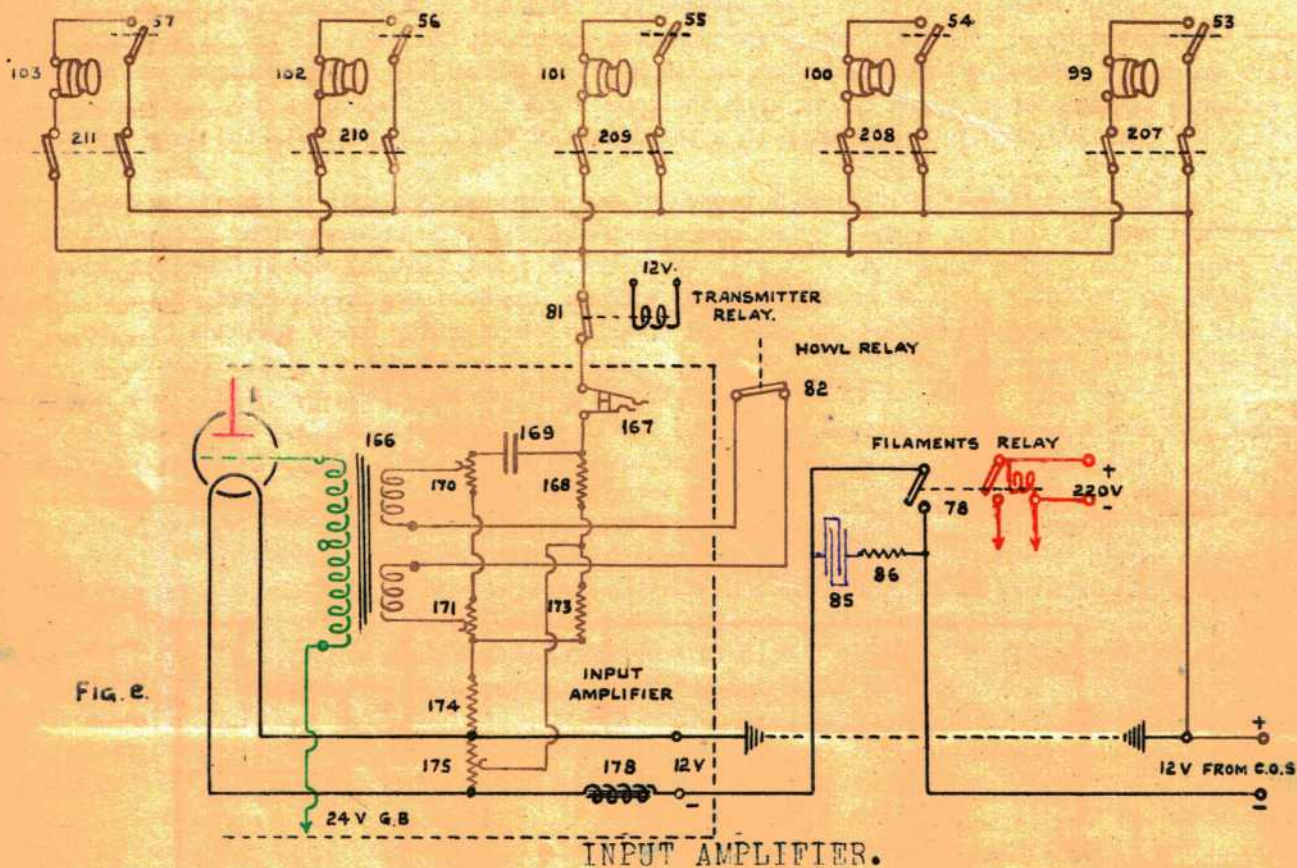 57 56 55 54 53
103 102 101 100 99
211 210 209 208 207
12V.
81 TRANSMITTER
RELAY.
HOWL RELAY
82
167
166 169 FILAMENTS RELAY
170 168 +
220V
-
78
86
85
171 173
FIG. e. INPUT
AMPLIFIER
174
+
175 178 12V 12V FROM C.O.S
- -
24V G.B
INPUT AMPLIFIER.